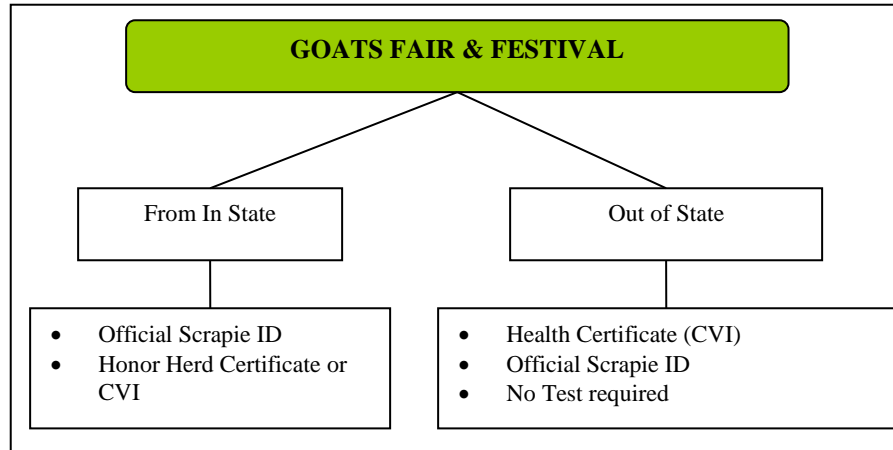 GOATS FAIR & FESTIVAL
From In State
Out of State
• Official Scrapie ID
• Honor Herd Certificate or
CVI
• Health Certificate (CVI)
• Official Scrapie ID
• No Test required